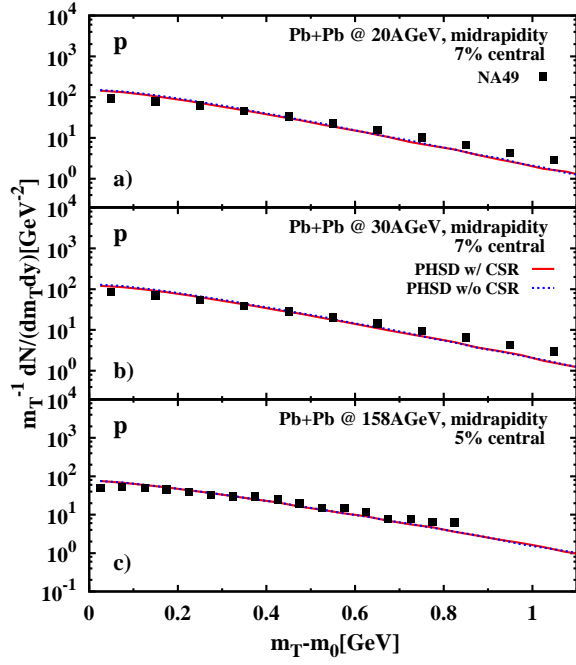 p
Pb+Pb @ 20AGeV, midrapidity
7% central
NA49
10^4
10^3
10^2
10^1
10^0
a)
p
Pb+Pb @ 30AGeV, midrapidity
7% central
PHSD w/ CSR
PHSD w/o CSR
10^4
10^3
10^2
10^1
10^0
b)
m_T^{-1} dN/(dm_Tdy)[GeV^{-2}]
p
Pb+Pb @ 158AGeV, midrapidity
5% central
10^4
10^3
10^2
10^1
10^0
10^{-1}
c)
0 0.2 0.4 0.6 0.8 1
m_T-m_0[GeV]